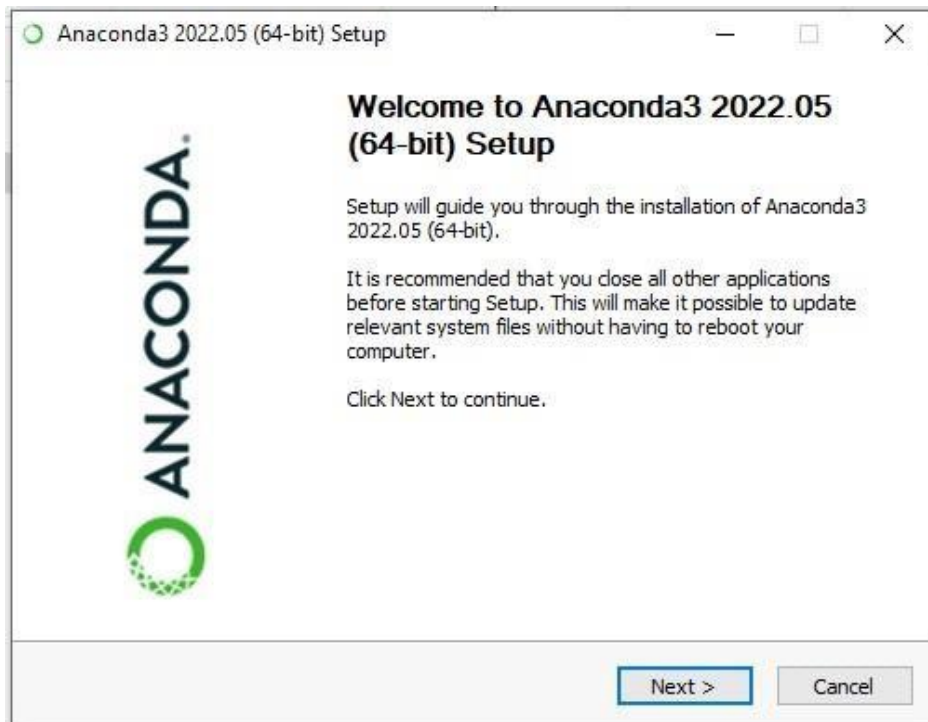 Anaconda3 2022.05 (64-bit) Setup
ANACONDA.
Welcome to Anaconda3 2022.05
(64-bit) Setup
Setup will guide you through the installation of Anaconda3
2022.05 (64-bit).
It is recommended that you close all other applications
before starting Setup. This will make it possible to update
relevant system files without having to reboot your
computer.
Click Next to continue.
Next >
Cancel